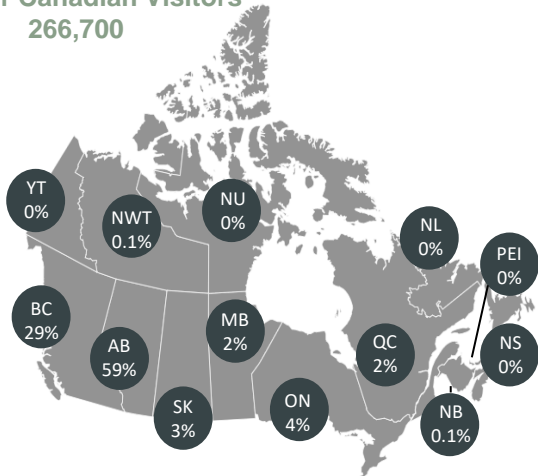 Canadian Visitors
266,700
YT
0%
NWT
0.1%
NU
0%
NL
0%
PEI
0%
BC
29%
AB
59%
MB
2%
QC
2%
NS
0%
SK
3%
ON
4%
NB
0.1%